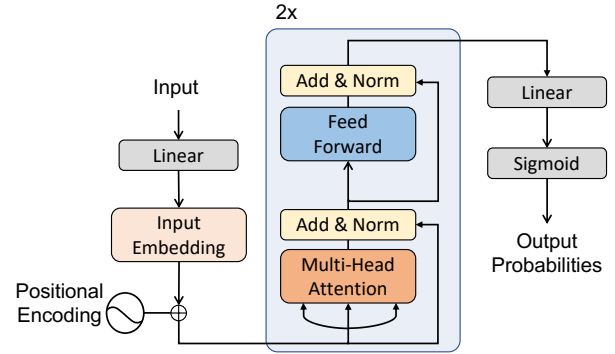 2x
Input
Linear
Input
Embedding
Positional
Encoding
Add & Norm
Feed
Forward
Add & Norm
Multi-Head
Attention
Linear
Sigmoid
Output
Probabilities